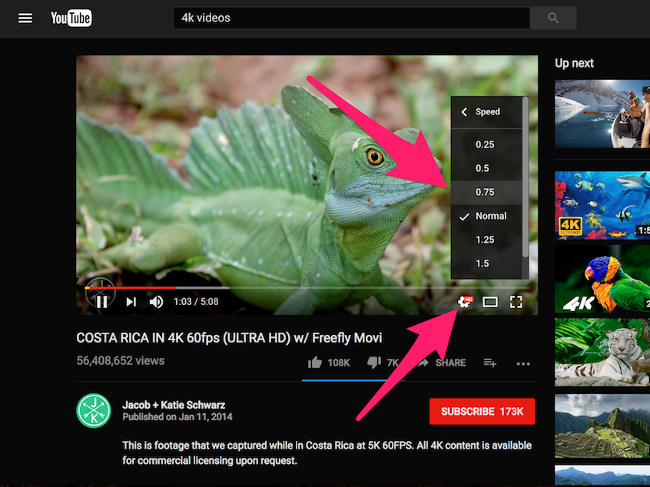 YouTube
4k videos
Up next
Speed
0.25
0.5
0.75
Normal
1.25
1.5
1:03 / 5:08
HD
COSTA RICA IN 4K 60fps (ULTRA HD) w/ Freefly Movi
56,408,652 views
108K
7K
SHARE
JK
Jacob + Katie Schwarz
Published on Jan 11, 2014
SUBSCRIBE 173K
This is footage that we captured while in Costa Rica at 5K 60FPS. All 4K content is available
for commercial licensing upon request.
4K
4K